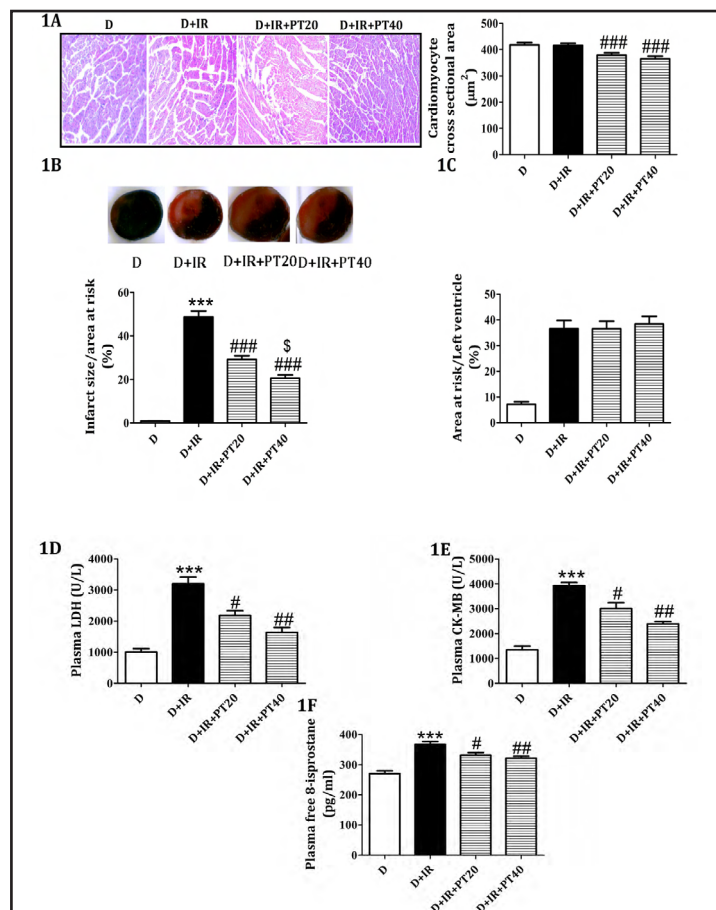 1A
D
D+IR
D+IR+PT20
D+IR+PT40
Cardiomyocyte
cross sectional area
(μm²)
500
400
300
200
100
0
###
###
D
D+IR
D+IR+PT20
D+IR+PT40
1B
1C
D
D+IR
D+IR+PT20
D+IR+PT40
Infarct size/area at risk
(%)
60
40
20
0
***
###
$
###
D
D+IR
D+IR+PT20
D+IR+PT40
Area at risk/Left ventricle
(%)
50
40
30
20
10
0
D
D+IR
D+IR+PT20
D+IR+PT40
1D
Plasma LDH (U/L)
4000
3000
2000
1000
0
***
#
##
D
D+IR
D+IR+PT20
D+IR+PT40
1E
Plasma CK-MB (U/L)
5000
4000
3000
2000
1000
0
***
#
##
D
D+IR
D+IR+PT20
D+IR+PT40
1F
Plasma free 8-isprostane
(pg/ml)
400
300
200
100
0
***
#
##
D
D+IR
D+IR+PT20
D+IR+PT40